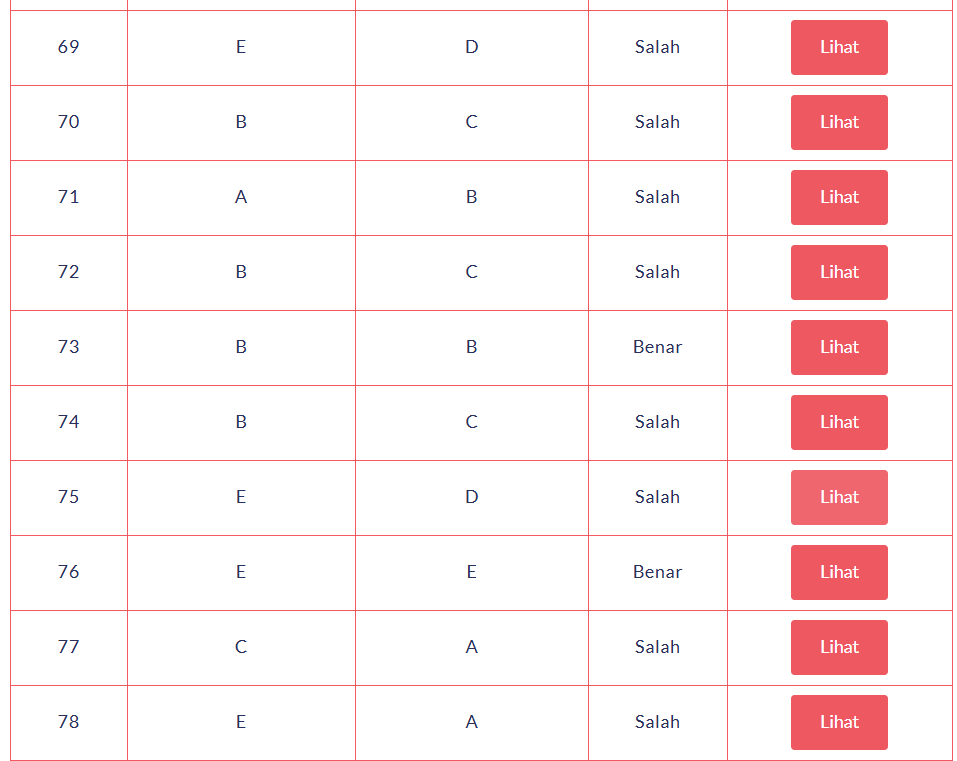 69 E D Salah Lihat
70 B C Salah Lihat
71 A B Salah Lihat
72 B C Salah Lihat
73 B B Benar Lihat
74 B C Salah Lihat
75 E D Salah Lihat
76 E E Benar Lihat
77 C A Salah Lihat
78 E A Salah Lihat